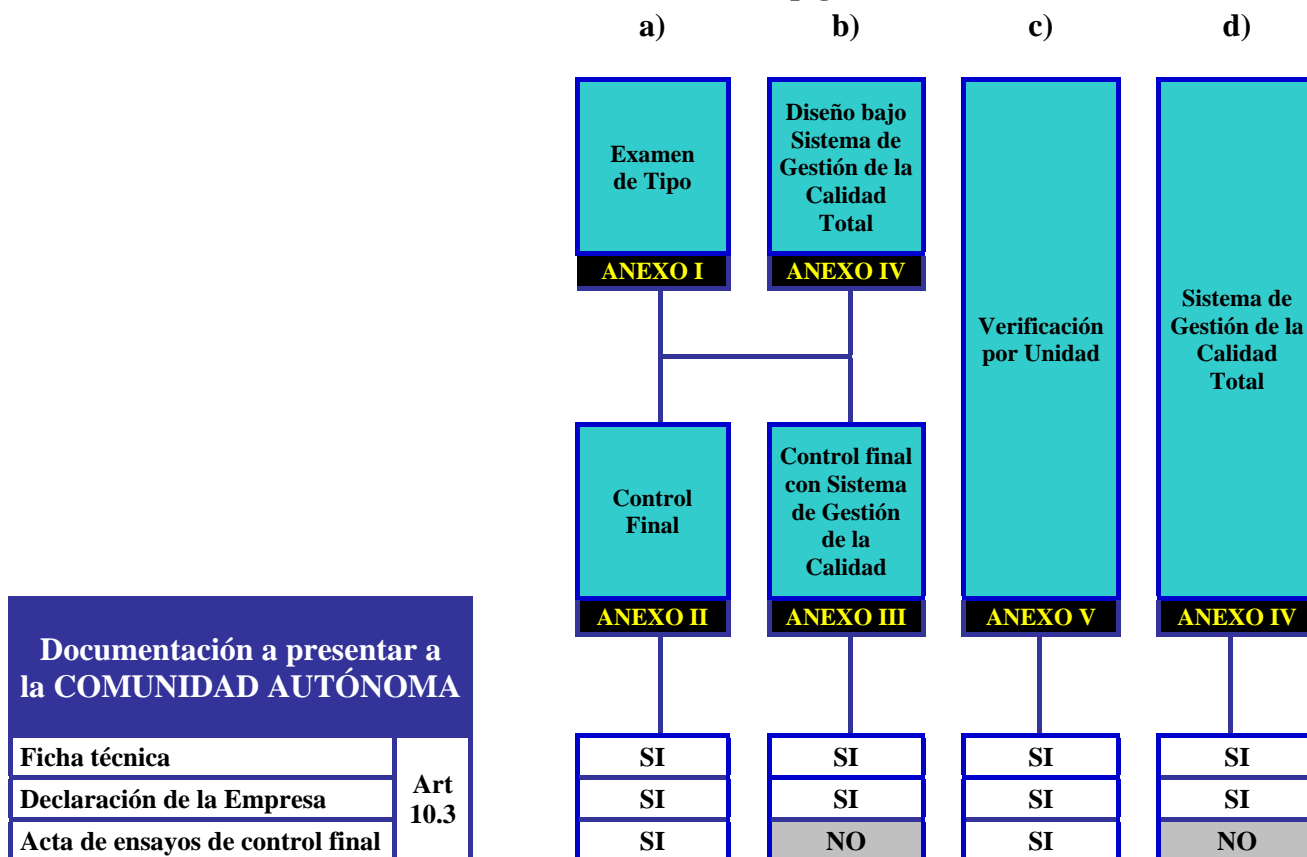 a)
b)
c)
d)
Examen
de Tipo
ANEXO I
Diseño bajo
Sistema de
Gestión de la
Calidad
Total
ANEXO IV
Verificación
por Unidad
ANEXO V
Sistema de
Gestión de la
Calidad
Total
ANEXO IV
Control
Final
ANEXO II
Control final
con Sistema
de Gestión
de la
Calidad
ANEXO III
Documentación a presentar a
la COMUNIDAD AUTÓNOMA
Art
10.3
Ficha técnica SI SI SI SI
Declaración de la Empresa SI SI SI SI
Acta de ensayos de control final SI NO SI NO